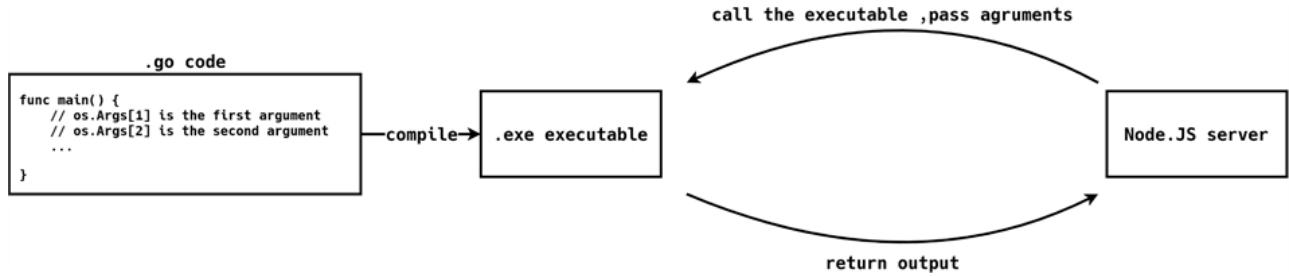 call the executable ,pass agruments
.go code
func main() {
    // os.Args[1] is the first argument
    // os.Args[2] is the second argument
    ...
}
compile
.exe executable
Node.JS server
return output